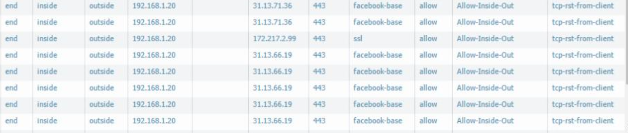 end inside outside 192.168.1.20 31.13.71.36 443 facebook-base allow Allow-Inside-Out tcp-rst-from-client
end inside outside 192.168.1.20 31.13.71.36 443 facebook-base allow Allow-Inside-Out tcp-rst-from-client
end inside outside 192.168.1.20 172.217.2.99 443 ssl allow Allow-Inside-Out tcp-rst-from-client
end inside outside 192.168.1.20 31.13.66.19 443 facebook-base allow Allow-Inside-Out tcp-rst-from-client
end inside outside 192.168.1.20 31.13.66.19 443 facebook-base allow Allow-Inside-Out tcp-rst-from-client
end inside outside 192.168.1.20 31.13.66.19 443 facebook-base allow Allow-Inside-Out tcp-rst-from-client
end inside outside 192.168.1.20 31.13.66.19 443 facebook-base allow Allow-Inside-Out tcp-rst-from-client
end inside outside 192.168.1.20 31.13.66.19 443 facebook-base allow Allow-Inside-Out tcp-rst-from-client